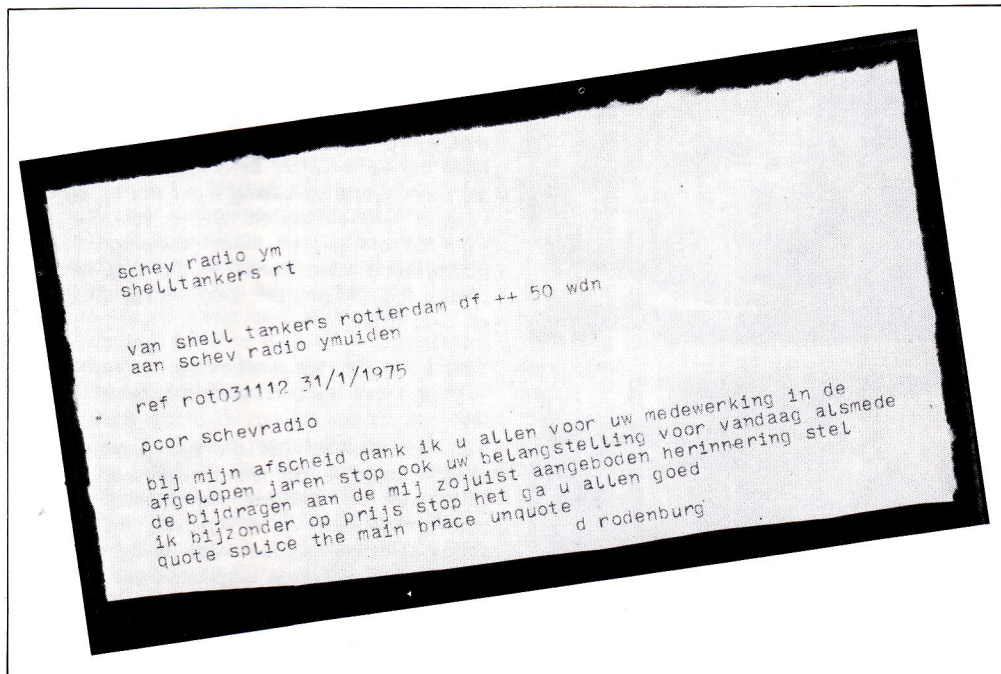 schev radio ym
shelltankers rt
van shell tankers rotterdam df ++ 50 wdn
aan schev radio ymuiden
ref rot031112 31/1/1975
pcor schevradio
bij mijn afscheid dank ik u allen voor uw medewerking in de
afgelopen jaren stop ook uw belangstelling voor vandaag alsmede
de bijdragen aan de mij zojuist aangeboden herinnering stel
ik bijzonder op prijs stop het ga u allen goed
quote splice the main brace unquote
d rodenburg